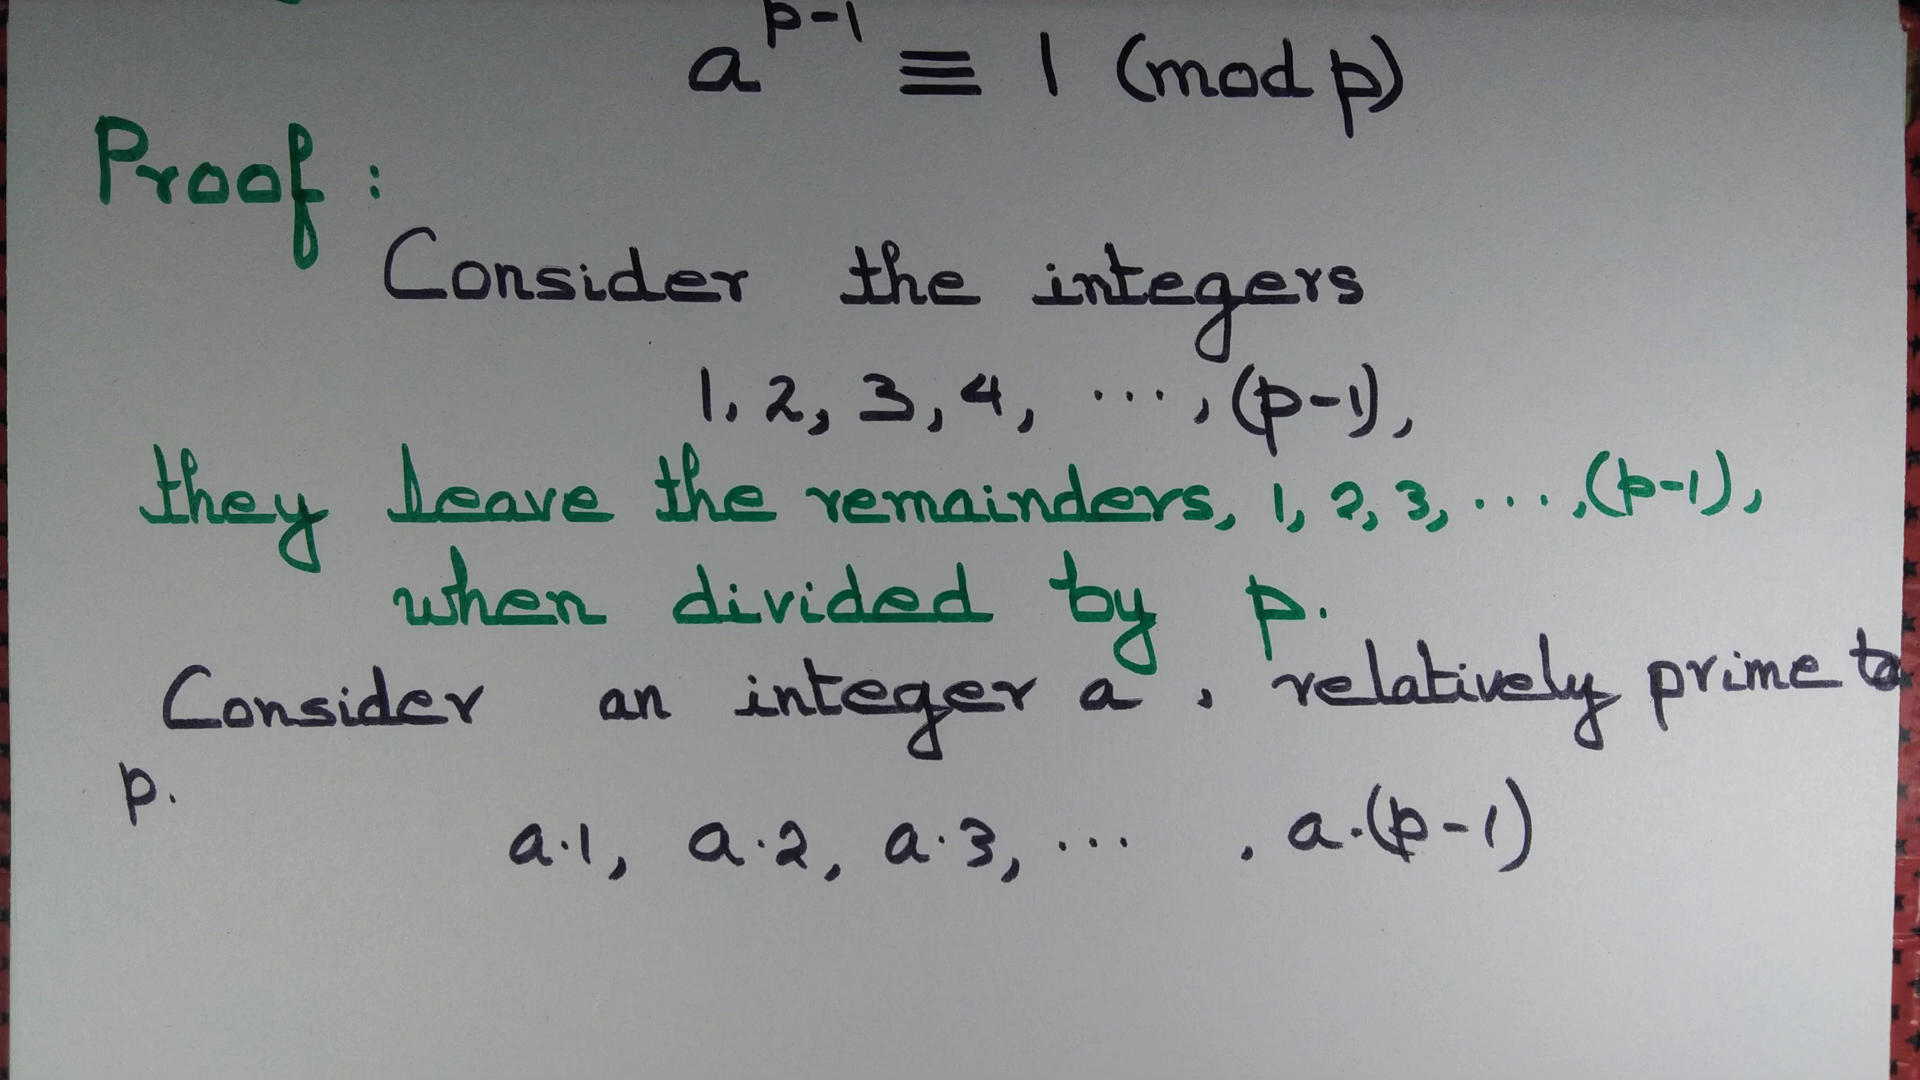 a^{p-1} ≡ 1 (mod p)
Proof :
Consider the integers
1, 2, 3, 4, ..., (p-1),
they leave the remainders, 1, 2, 3, ..., (p-1),
when divided by p.
Consider an integer a, relatively prime to
p.
a.1, a.2, a.3, ... , a.(p-1)